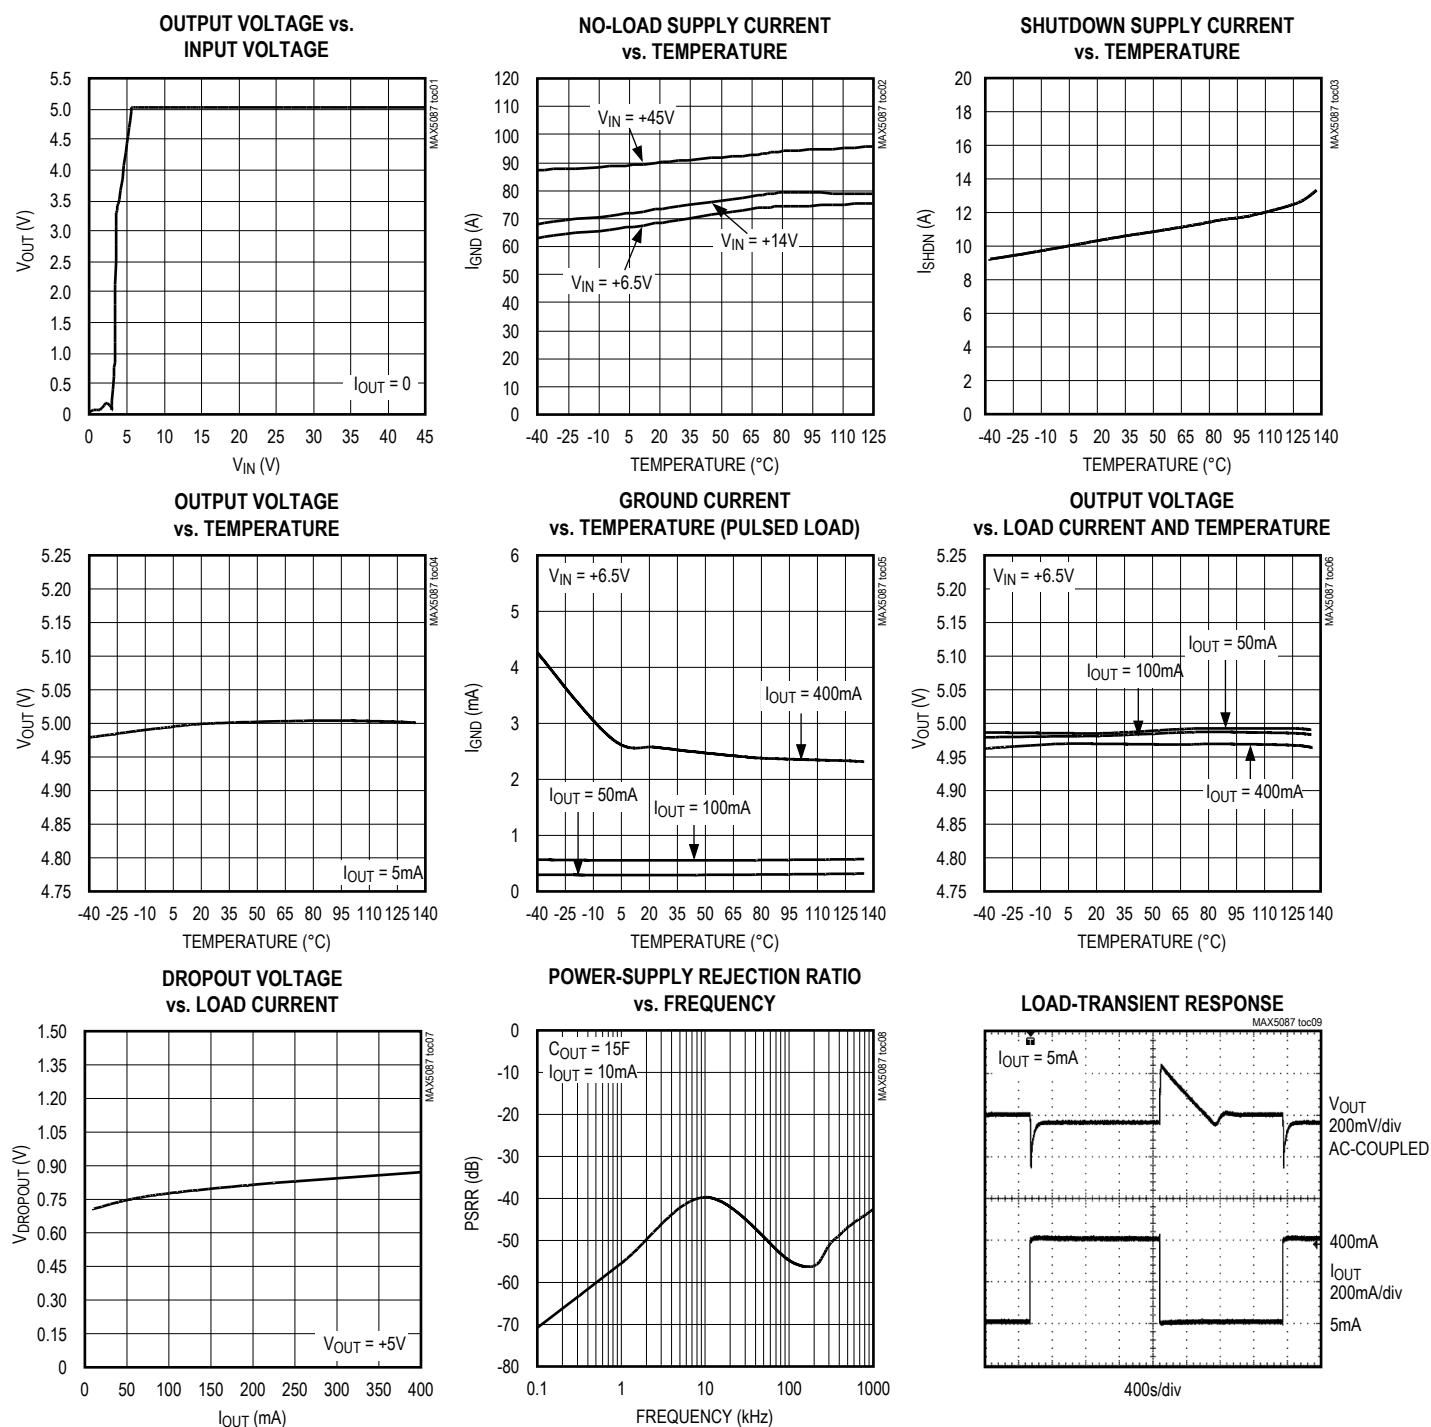 OUTPUT VOLTAGE vs.
INPUT VOLTAGE
5.5
5.0
4.5
4.0
3.5
3.0
2.5
2.0
1.5
1.0
0.5
0
VOUT (V)
MAX5087 toc01
IOUT = 0
0 5 10 15 20 25 30 35 40 45
VIN (V)
NO-LOAD SUPPLY CURRENT
vs. TEMPERATURE
120
110
100
90
80
70
60
50
40
30
20
10
0
IGND (A)
MAX5087 toc02
VIN = +45V
VIN = +14V
VIN = +6.5V
-40 -25 -10 5 20 35 50 65 80 95 110 125
TEMPERATURE (°C)
SHUTDOWN SUPPLY CURRENT
vs. TEMPERATURE
20
18
16
14
12
10
8
6
4
2
0
ISHDN (A)
MAX5087 toc03
-40 -25 -10 5 20 35 50 65 80 95 110 125 140
TEMPERATURE (°C)
OUTPUT VOLTAGE
vs. TEMPERATURE
5.25
5.20
5.15
5.10
5.05
5.00
4.95
4.90
4.85
4.80
4.75
VOUT (V)
MAX5087 toc04
IOUT = 5mA
-40 -25 -10 5 20 35 50 65 80 95 110 125 140
TEMPERATURE (°C)
GROUND CURRENT
vs. TEMPERATURE (PULSED LOAD)
6
5
4
3
2
1
0
IGND (mA)
MAX5087 toc05
VIN = +6.5V
IOUT = 400mA
IOUT = 50mA
IOUT = 100mA
-40 -25 -10 5 20 35 50 65 80 95 110 125 140
TEMPERATURE (°C)
OUTPUT VOLTAGE
vs. LOAD CURRENT AND TEMPERATURE
5.25
5.20
5.15
5.10
5.05
5.00
4.95
4.90
4.85
4.80
4.75
VOUT (V)
MAX5087 toc06
VIN = +6.5V
IOUT = 50mA
IOUT = 100mA
IOUT = 400mA
-40 -25 -10 5 20 35 50 65 80 95 110 125 140
TEMPERATURE (°C)
DROPOUT VOLTAGE
vs. LOAD CURRENT
1.50
1.35
1.20
1.05
0.90
0.75
0.60
0.45
0.30
0.15
0
VDROPOUT (V)
MAX5087 toc07
VOUT = +5V
0 50 100 150 200 250 300 350 400
IOUT (mA)
POWER-SUPPLY REJECTION RATIO
vs. FREQUENCY
0
-10
-20
-30
-40
-50
-60
-70
-80
PSRR (dB)
MAX5087 toc08
COUT = 15F
IOUT = 10mA
0.1 1 10 100 1000
FREQUENCY (kHz)
LOAD-TRANSIENT RESPONSE
MAX5087 toc09
IOUT = 5mA
VOUT
200mV/div
AC-COUPLED
400mA
IOUT
200mA/div
5mA
400s/div